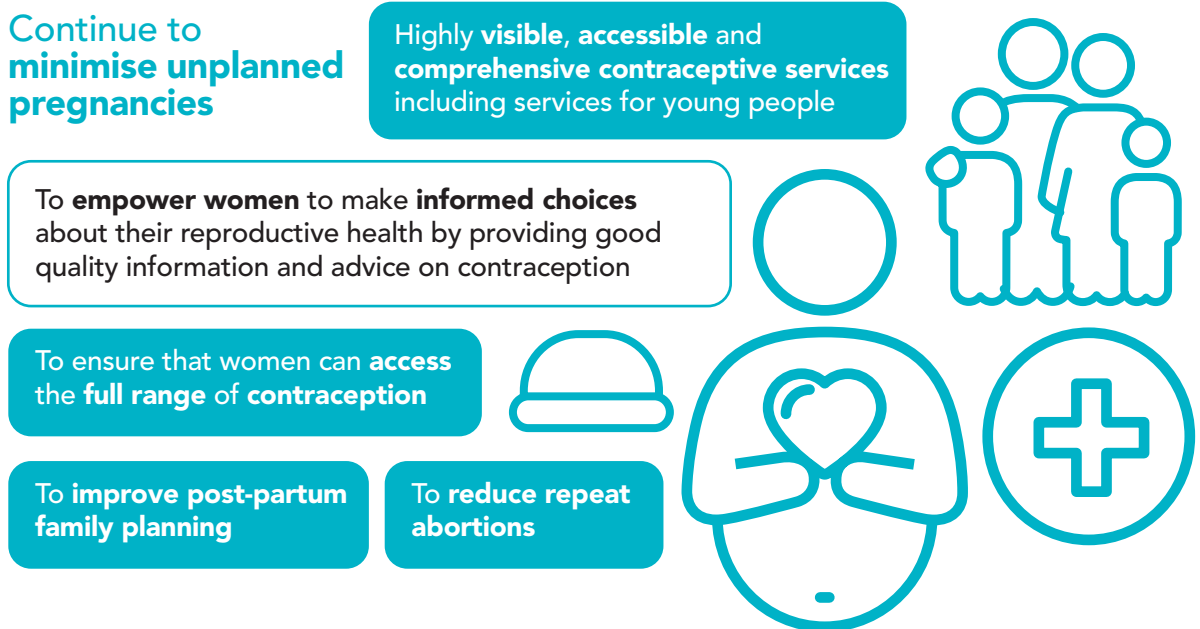 Continue to
minimise unplanned
pregnancies
Highly visible, accessible and
comprehensive contraceptive services
including services for young people
To empower women to make informed choices
about their reproductive health by providing good
quality information and advice on contraception
To ensure that women can access
the full range of contraception
To improve post-partum
family planning
To reduce repeat
abortions